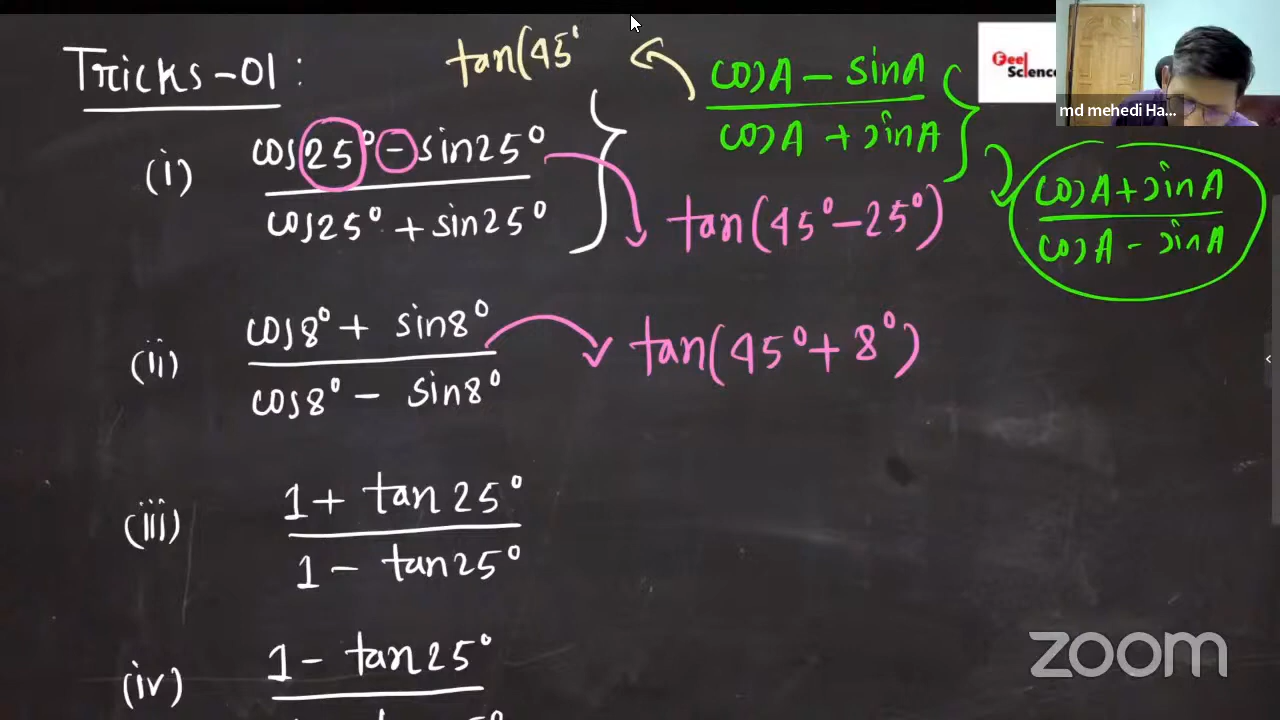 Tricks-01:
tan(45°
cosA - sinA
cosA + sinA
Feel
Science
md mehedi Ha...
(i)
cos25° - sin25°
cos25° + sin25°
tan(45° - 25°)
cosA + sinA
cosA - sinA
(ii)
cos8° + sin8°
cos8° - sin8°
tan(45° + 8°)
(iii)
1 + tan25°
1 - tan25°
(iv)
1 - tan25°
zoom